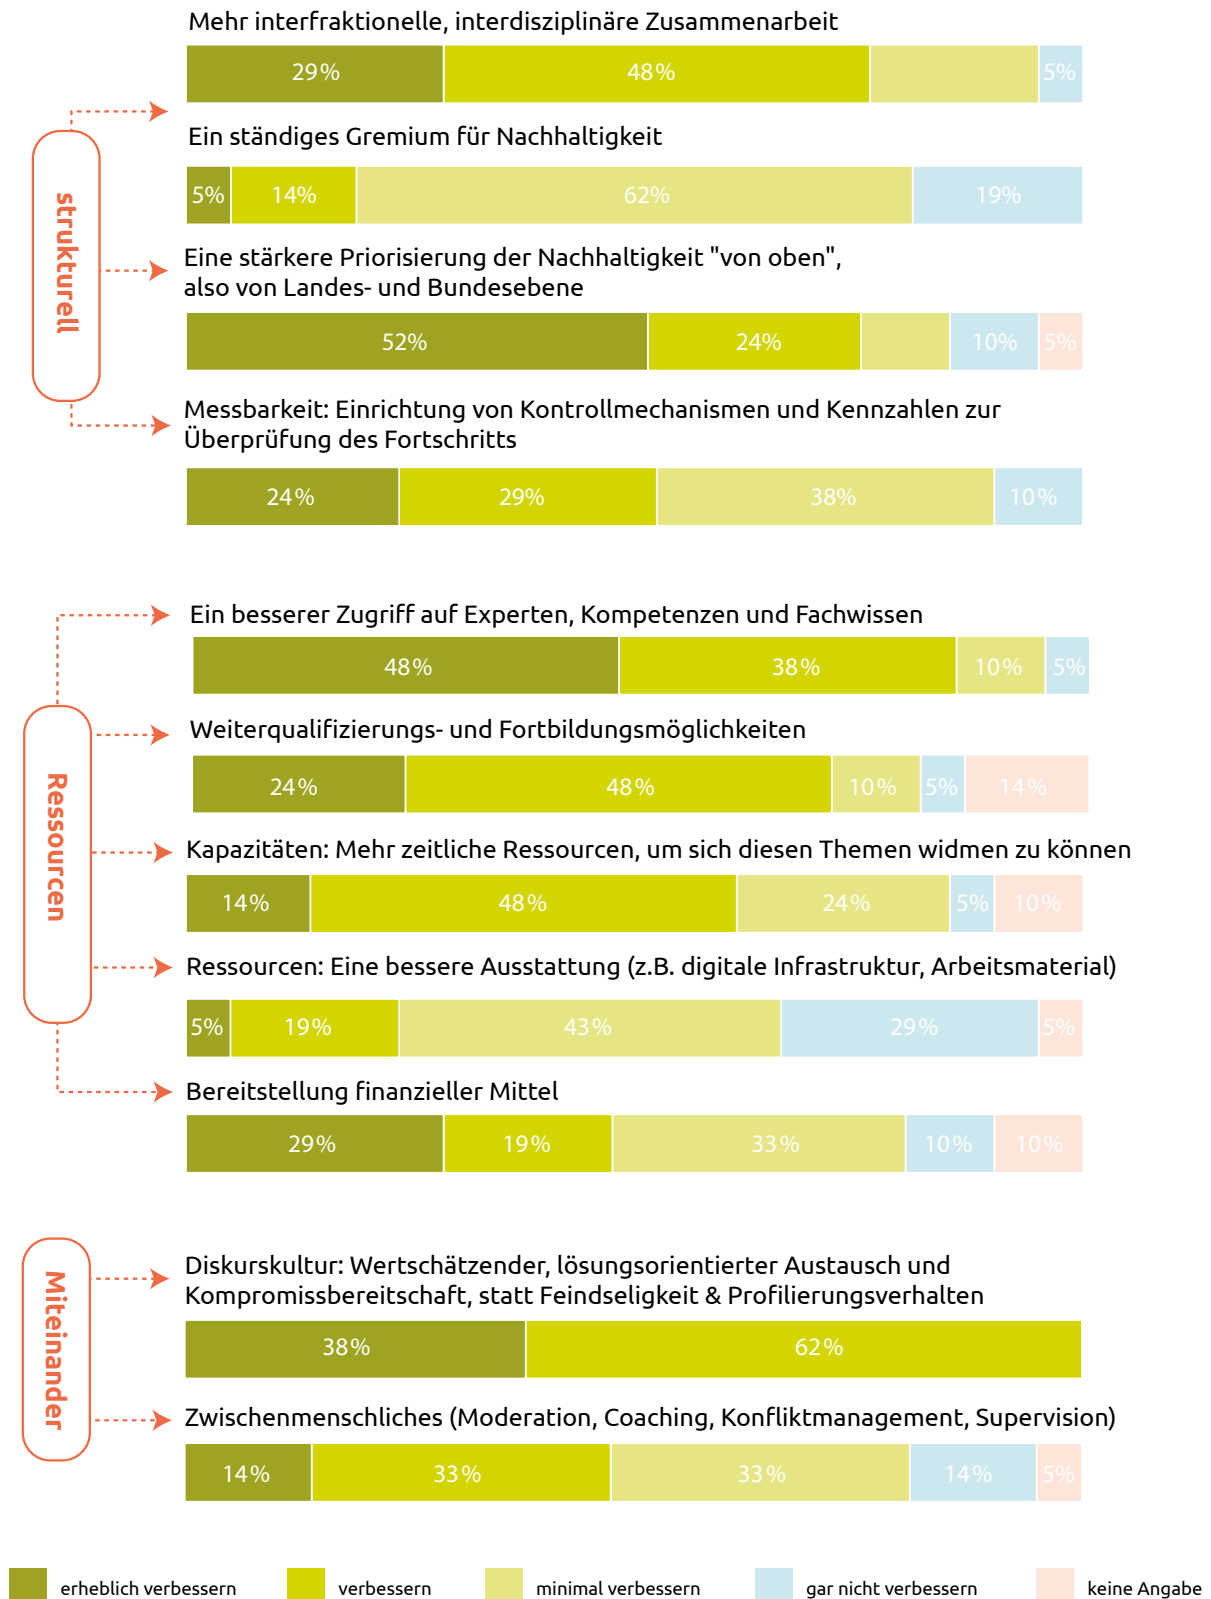 Mehr interfraktionelle, interdisziplinäre Zusammenarbeit
29% 48% 5%
strukturell
Ein ständiges Gremium für Nachhaltigkeit
5% 14% 62% 19%
Eine stärkere Priorisierung der Nachhaltigkeit "von oben",
also von Landes- und Bundesebene
52% 24% 10% 5%
Messbarkeit: Einrichtung von Kontrollmechanismen und Kennzahlen zur
Überprüfung des Fortschritts
24% 29% 38% 10%
Ressourcen
Ein besserer Zugriff auf Experten, Kompetenzen und Fachwissen
48% 38% 10% 5%
Weiterqualifizierungs- und Fortbildungsmöglichkeiten
24% 48% 10% 5% 14%
Kapazitäten: Mehr zeitliche Ressourcen, um sich diesen Themen widmen zu können
14% 48% 24% 5% 10%
Ressourcen: Eine bessere Ausstattung (z.B. digitale Infrastruktur, Arbeitsmaterial)
5% 19% 43% 29% 5%
Bereitstellung finanzieller Mittel
29% 19% 33% 10% 10%
Miteinander
Diskurskultur: Wertschätzender, lösungsorientierter Austausch und
Kompromissbereitschaft, statt Feindseligkeit & Profilierungsverhalten
38% 62%
Zwischenmenschliches (Moderation, Coaching, Konfliktmanagement, Supervision)
14% 33% 33% 14% 5%
erheblich verbessern verbessern minimal verbessern gar nicht verbessern keine Angabe